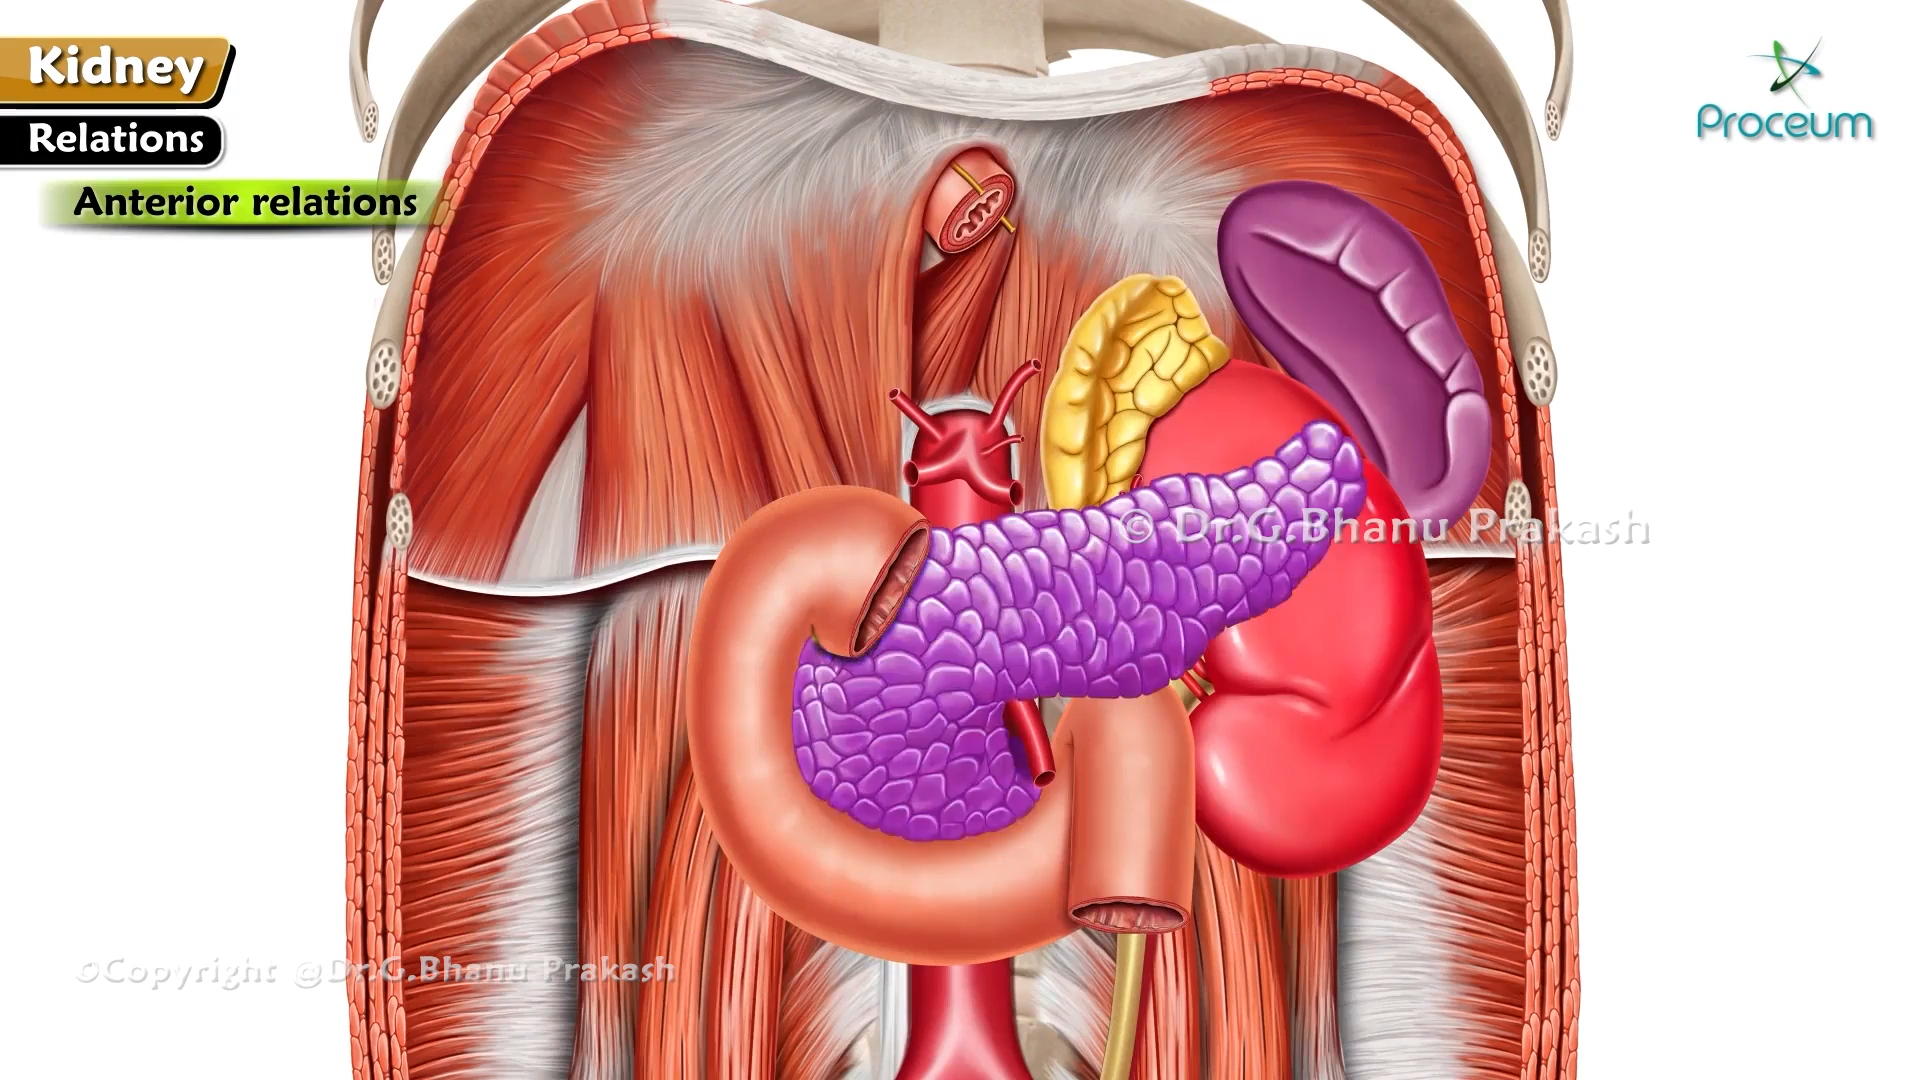 Kidney
Relations
Anterior relations
Proceum
© Dr.G.Bhanu Prakash
©Copyright @Dr.G.Bhanu Prakash